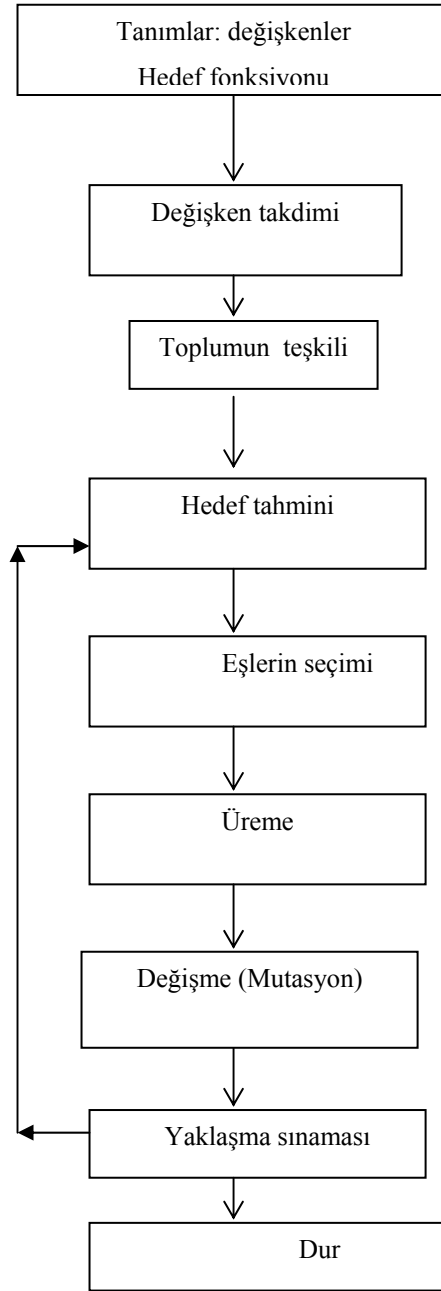 Tanımlar: değişkenler
Hedef fonksiyonu
Değişken takdimi
Toplumun teşkili
Hedef tahmini
Eşlerin seçimi
Üreme
Değişme (Mutasyon)
Yaklaşma sınaması
Dur